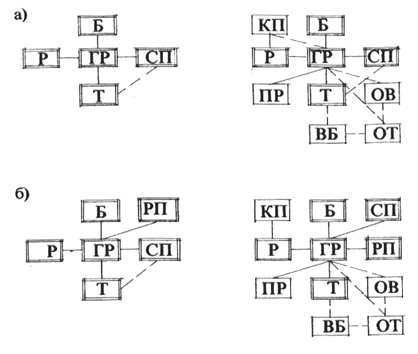 а)
Б
Р ГР СП
Т
КП Б
Р ГР СП
ПР Т ОВ
ВБ ОТ
б)
Б РП
Р ГР СП
Т
КП Б СП
Р ГР РП
ПР Т ОВ
ВБ ОТ